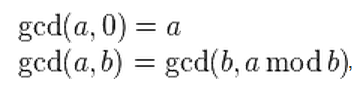 gcd(a, 0) = a
gcd(a, b) = gcd(b, a mod b),